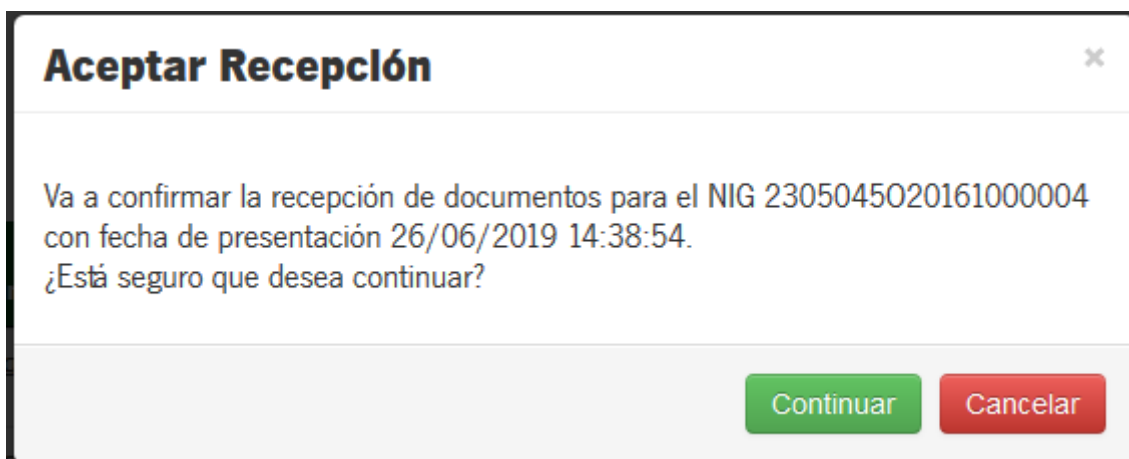 Aceptar Recepción
×
Va a confirmar la recepción de documentos para el NIG 2305045O20161000004
con fecha de presentación 26/06/2019 14:38:54.
¿Está seguro que desea continuar?
Continuar
Cancelar